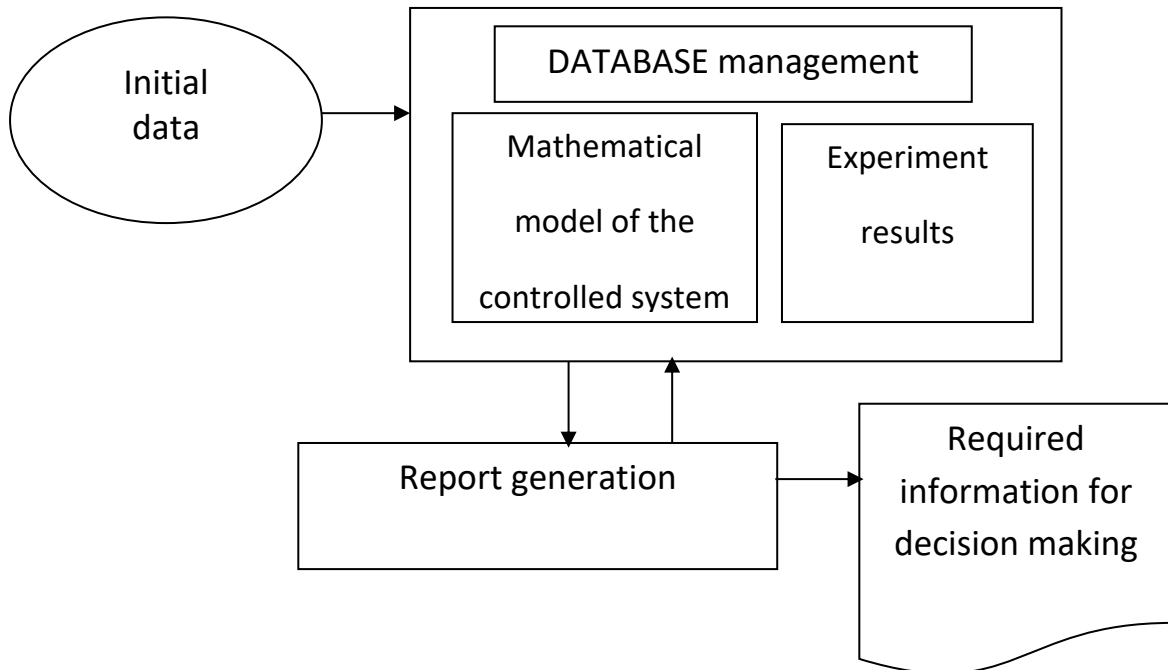 Initial
data
DATABASE management
Mathematical
model of the
controlled system
Experiment
results
Report generation
Required
information for
decision making